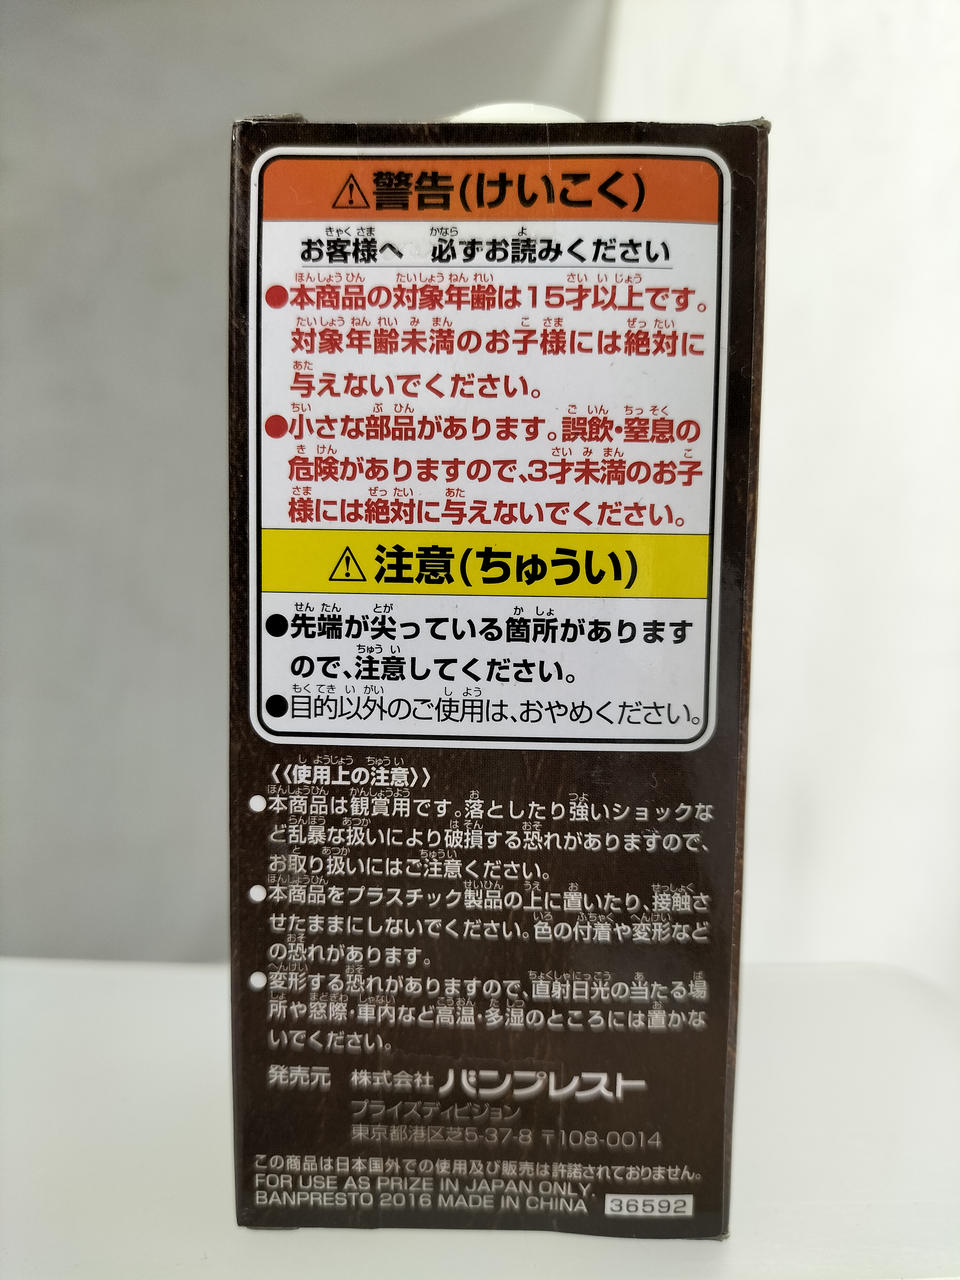 ⚠警告(けいこく)
お客様へ 必ずお読みください
●本商品の対象年齢は15才以上です。
対象年齢未満のお子様には絶対に
与えないでください。
●小さな部品があります。誤飲・窒息の
危険がありますので、3才未満のお子
様には絶対に与えないでください。
⚠注意(ちゅうい)
●先端が尖っている箇所があります
ので、注意してください。
●目的以外のご使用は、おやめください。
《使用上の注意》
●本商品は観賞用です。落としたり強いショックな
ど乱暴な扱いにより破損する恐れがありますので、
お取り扱いにはご注意ください。
●本商品をプラスチック製品の上に置いたり、接触さ
せたままにしないでください。色の付着や変形など
の恐れがあります。
●変形する恐れがありますので、直射日光の当たる場
所や窓際・車内など高温・多湿のところには置かな
いでください。
発売元 株式会社 バンプレスト
プライズディビジョン
東京都港区芝5-37-8 〒108-0014
この商品は日本国外での使用及び販売は許諾されておりません。
FOR USE AS PRIZE IN JAPAN ONLY.
BANPRESTO 2016 MADE IN CHINA 36592